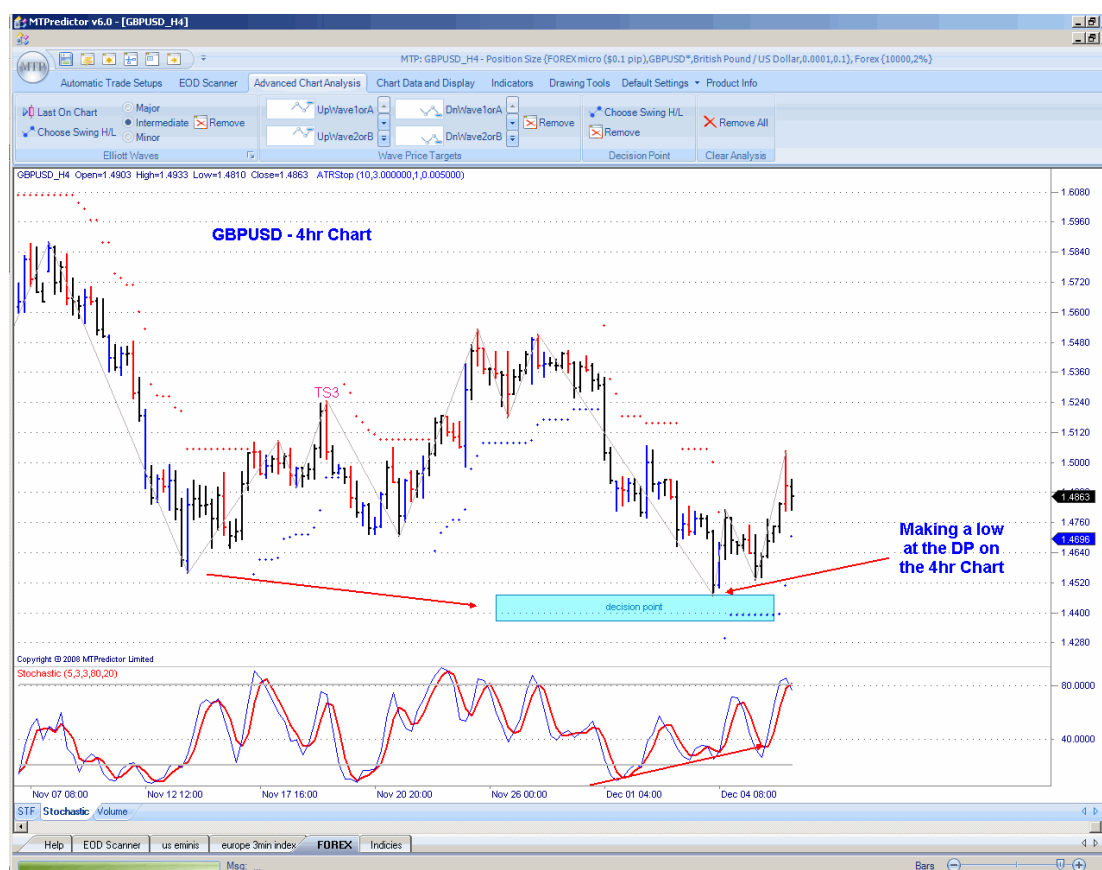 MTPredictor v6.0 - [GBPUSD_H4]
MTP: GBPUSD_H4 - Position Size {FOREX micro ($0.1 pip),GBPUSD*,British Pound / US Dollar,0.0001,0.1}, Forex {10000,2%}
MTP
Automatic Trade Setups EOD Scanner Advanced Chart Analysis Chart Data and Display Indicators Drawing Tools Default Settings Product Info
Last On Chart
Choose Swing H/L
Major
Intermediate
Minor
Remove
Elliott Waves
UpWave1orA
UpWave2orB
DnWave1orA
DnWave2orB
Remove
Wave Price Targets
Choose Swing H/L
Remove
Decision Point
Remove All
Clear Analysis
GBPUSD_H4 Open=1.4903 High=1.4933 Low=1.4810 Close=1.4863 ATRStop (10,3.000000,1,0.005000)
GBPUSD - 4hr Chart
TS3
1.6080
1.5960
1.5840
1.5720
1.5600
1.5480
1.5360
1.5240
1.5120
1.5000
1.4863
1.4760
1.4696
1.4640
1.4520
1.4400
1.4280
Making a low
at the DP on
the 4hr Chart
decision point
Copyright © 2008 MTPredictor Limited
Stochastic (5,3,3,80,20)
80.0000
40.0000
Nov 07 08:00 Nov 12 12:00 Nov 17 16:00 Nov 20 20:00 Nov 26 00:00 Dec 01 04:00 Dec 04 08:00
STF Stochastic Volume
Help EOD Scanner us eminis europe 3min index FOREX Indicies
Msg:
Bars